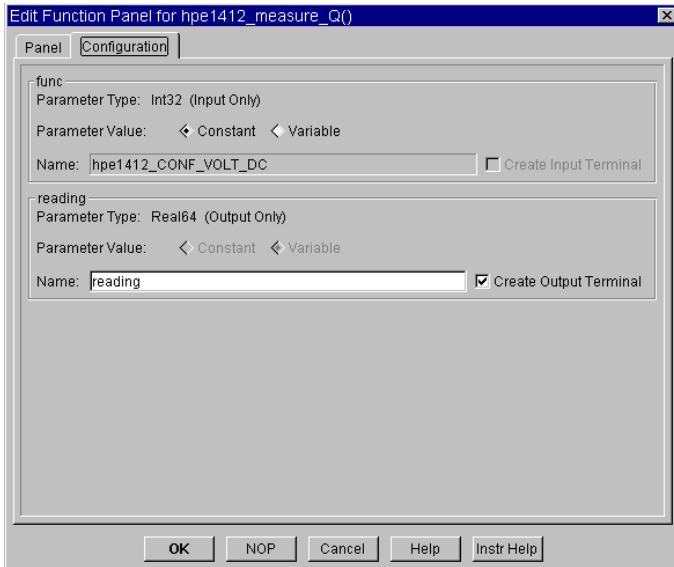 Edit Function Panel for hpe1412_measure_Q()
Panel Configuration
func
Parameter Type: Int32 (Input Only)
Parameter Value: Constant Variable
Name: hpe1412_CONF_VOLT_DC Create Input Terminal
reading
Parameter Type: Real64 (Output Only)
Parameter Value: Constant Variable
Name: reading Create Output Terminal
OK NOP Cancel Help Instr Help